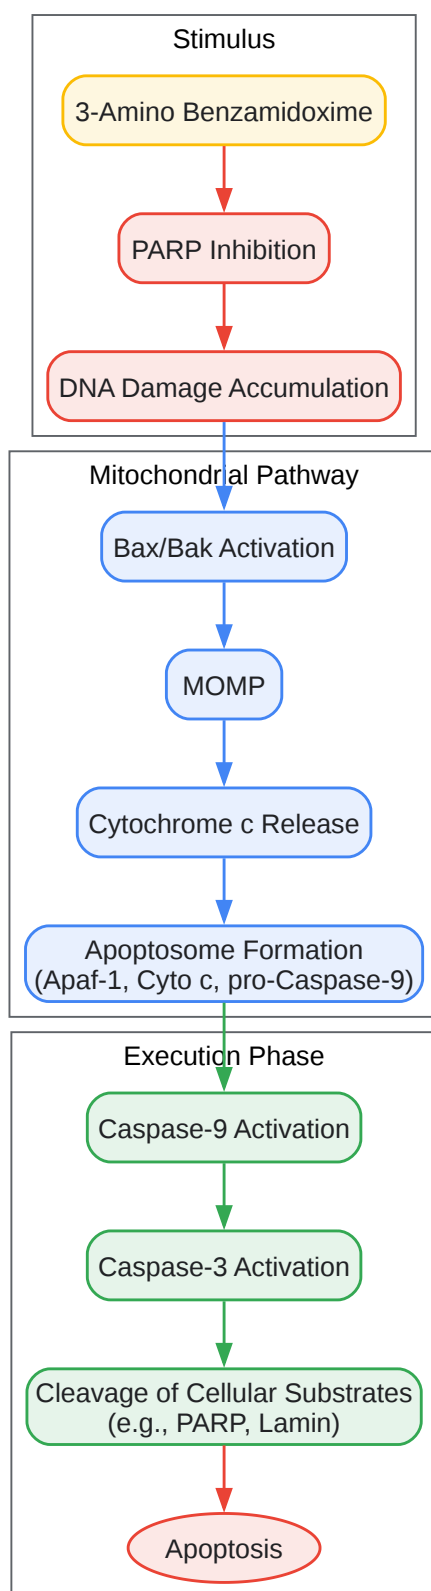 Stimulus
3-Amino Benzamidoxime
PARP Inhibition
DNA Damage Accumulation
Mitochondrial Pathway
Bax/Bak Activation
MOMP
Cytochrome c Release
Apoptosome Formation
(Apaf-1, Cyto c, pro-Caspase-9)
Execution Phase
Caspase-9 Activation
Caspase-3 Activation
Cleavage of Cellular Substrates
(e.g., PARP, Lamin)
Apoptosis